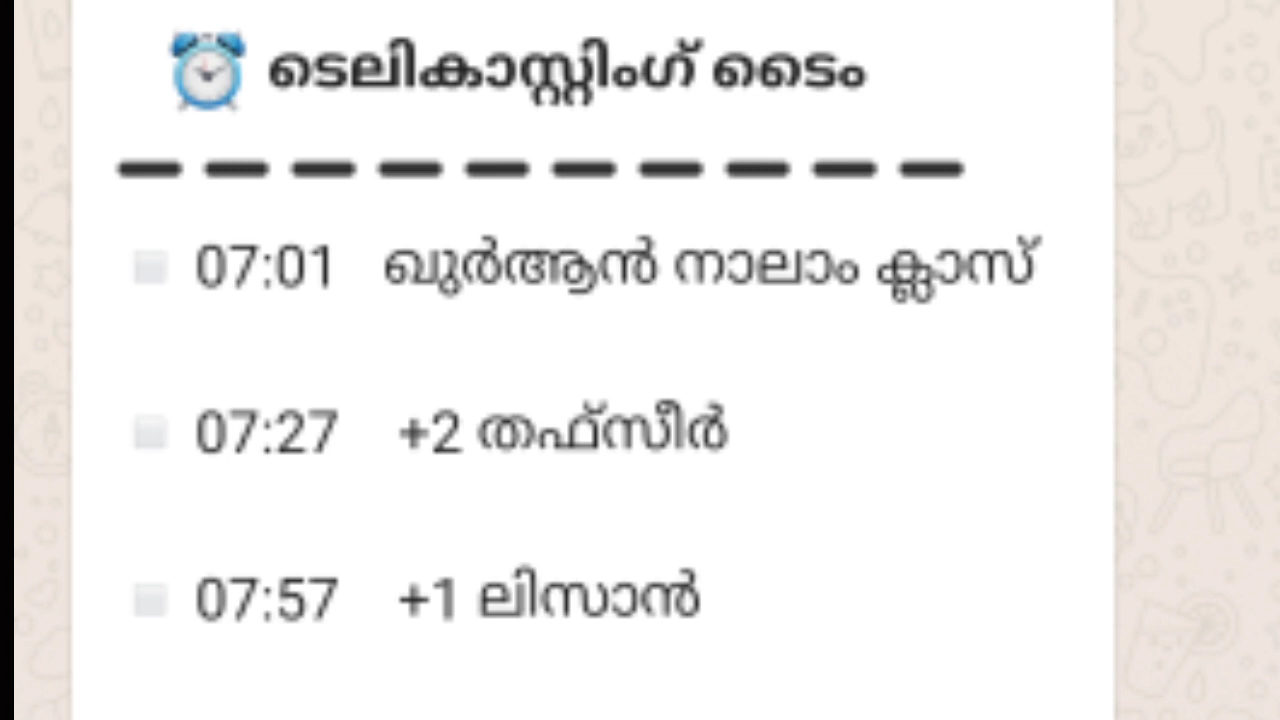 ⏰ ടെലികാസ്റ്റിംഗ് ടൈം
➖➖➖➖➖➖➖➖➖➖
◽ 07:01 ഖുർആൻ നാലാം ക്ലാസ്
◽ 07:27 +2 തഫ്സീർ
◽ 07:57 +1 ലിസാൻ